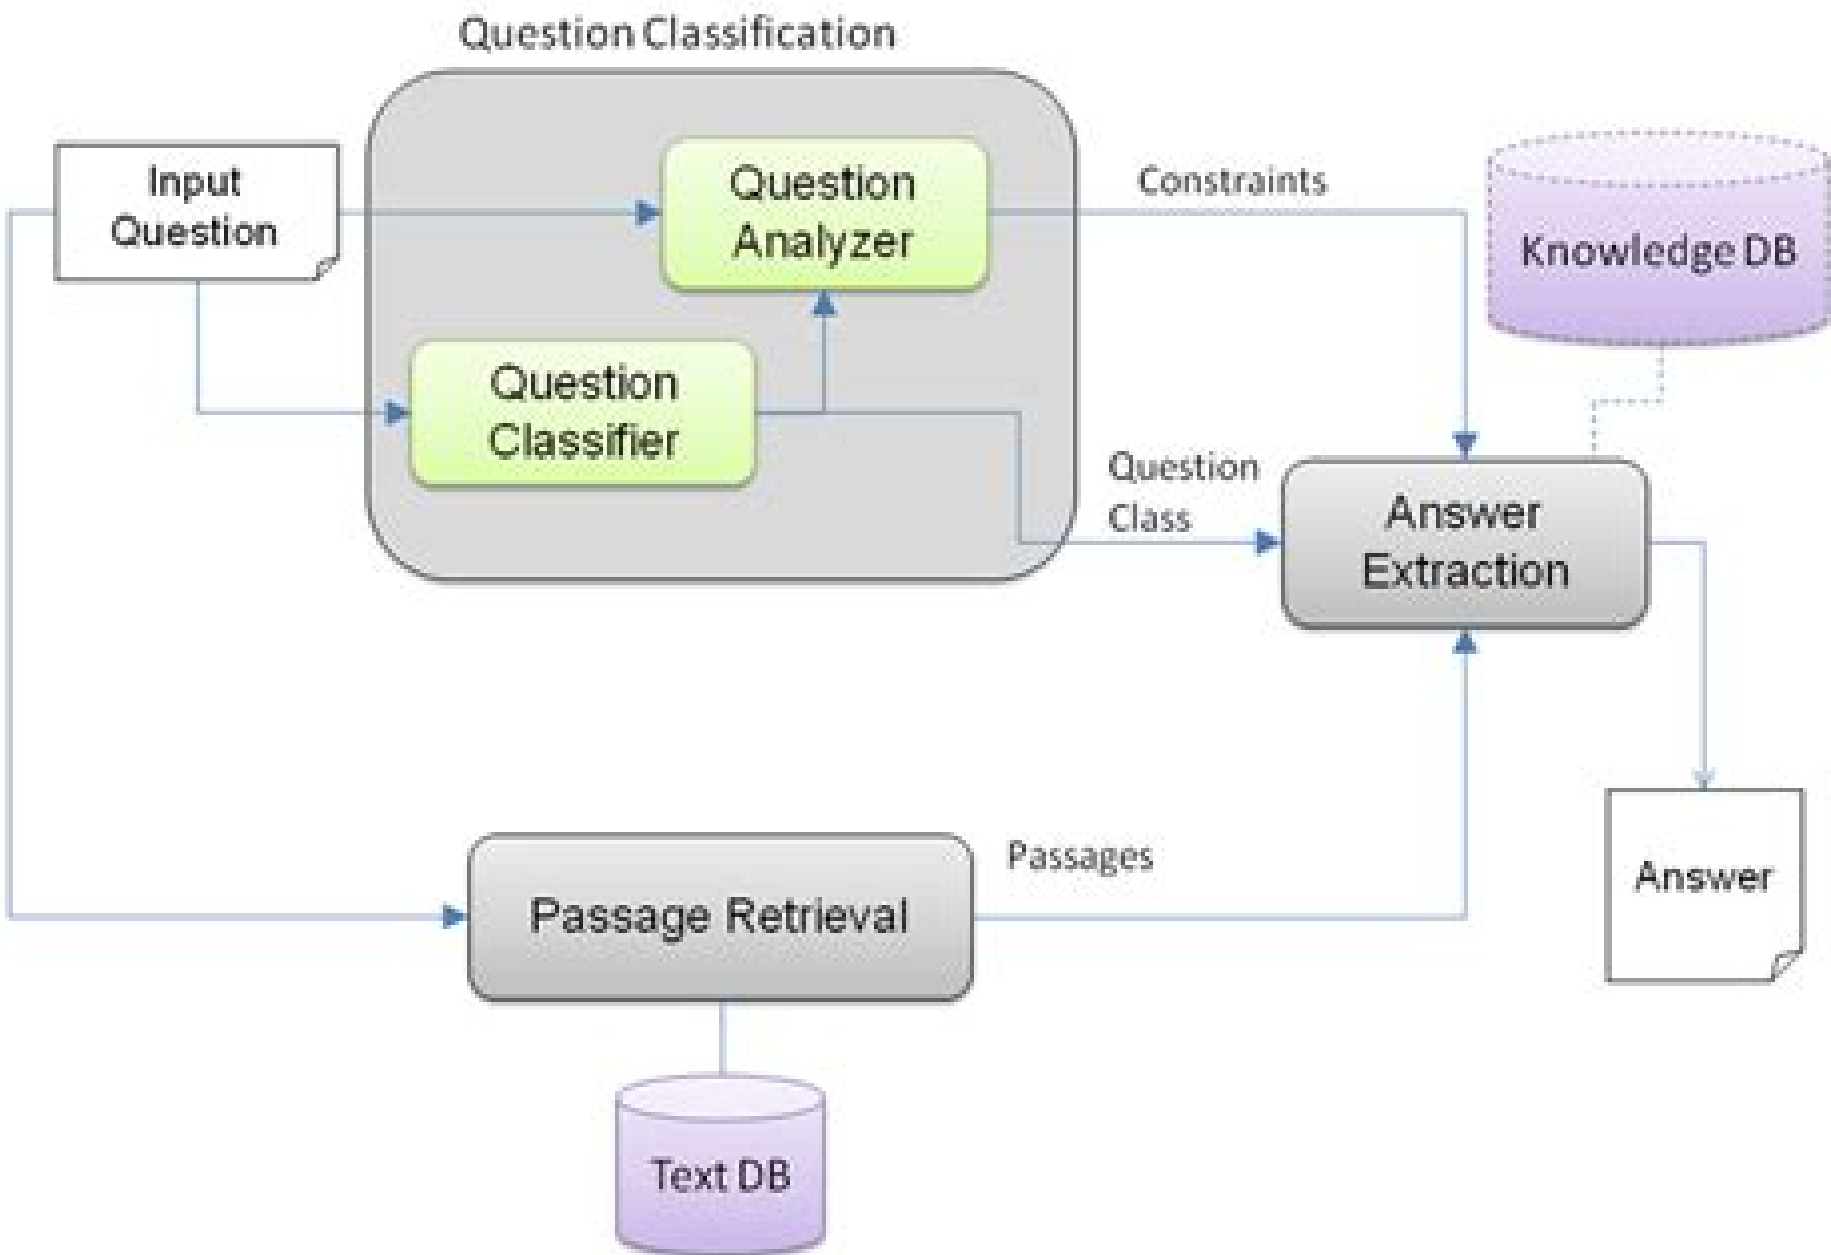 Question Classification
Input
Question
Question
Analyzer
Constraints
Knowledge DB
Question
Classifier
Question
Class
Answer
Extraction
Passages
Passage Retrieval
Answer
Text DB